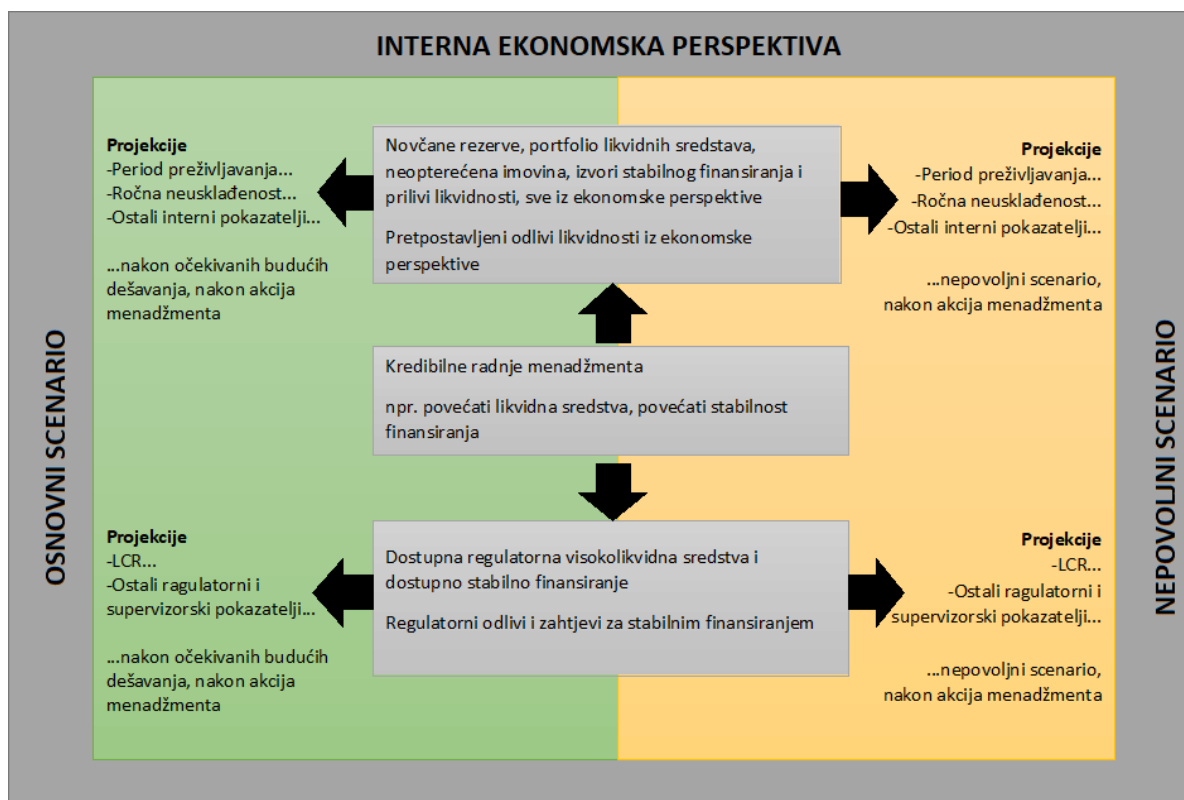 INTERNA EKONOMSKA PERSPEKTIVA
OSNOVNI SCENARIO
Projekcije
-Period preživljavanja...
-Ročna neusklađenost...
-Ostali interni pokazatelji...
...nakon očekivanih budućih
dešavanja, nakon akcija
menadžmenta
Novčane rezerve, portfolio likvidnih sredstava,
neopterećena imovina, izvori stabilnog finansiranja i
prilivi likvidnosti, sve iz ekonomske perspektive
Pretpostavljeni odlivi likvidnosti iz ekonomske
perspektive
Projekcije
-Period preživljavanja...
-Ročna neusklađenost...
-Ostali interni pokazatelji...
...nepovoljni scenario,
nakon akcija menadžmenta
Kredibilne radnje menadžmenta
npr. povećati likvidna sredstva, povećati stabilnost
finansiranja
Projekcije
-LCR...
-Ostali ragulatorni i
supervizorski pokazatelji...
...nakon očekivanih budućih
dešavanja, nakon akcija
menadžmenta
Dostupna regulatorna visokolikvidna sredstva i
dostupno stabilno finansiranje
Regulatorni odlivi i zahtjevi za stabilnim finansiranjem
Projekcije
-LCR...
-Ostali ragulatorni i
supervizorski pokazatelji...
...nepovoljni scenario,
nakon akcija menadžmenta
NEPOVOLJNI SCENARIO